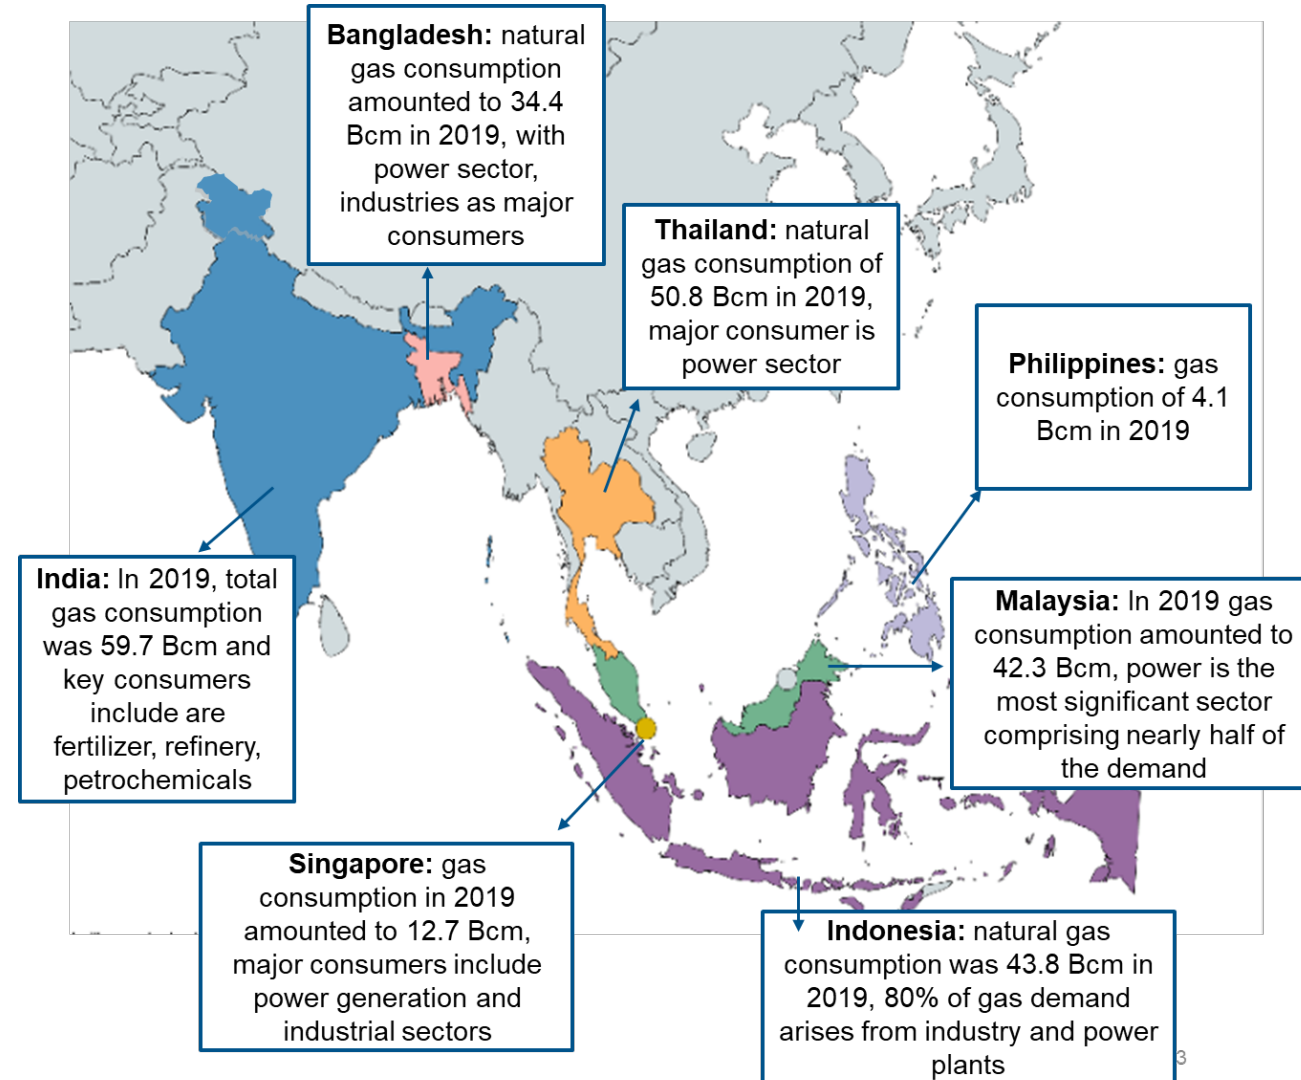 Bangladesh: natural
gas consumption
amounted to 34.4
Bcm in 2019, with
power sector,
industries as major
consumers
Thailand: natural
gas consumption of
50.8 Bcm in 2019,
major consumer is
power sector
Philippines: gas
consumption of 4.1
Bcm in 2019
India: In 2019, total
gas consumption
was 59.7 Bcm and
key consumers
include are
fertilizer, refinery,
petrochemicals
Malaysia: In 2019 gas
consumption amounted to
42.3 Bcm, power is the
most significant sector
comprising nearly half of
the demand
Singapore: gas
consumption in 2019
amounted to 12.7 Bcm,
major consumers include
power generation and
industrial sectors
Indonesia: natural gas
consumption was 43.8 Bcm in
2019, 80% of gas demand
arises from industry and power
plants
3